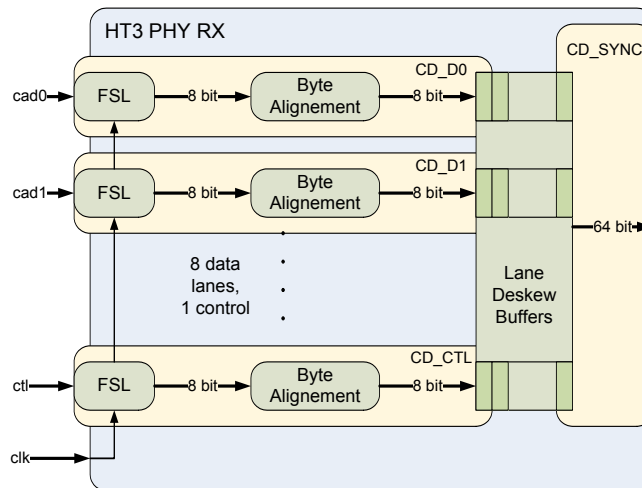 HT3 PHY RX
CD_SYNC
CD_D0
cad0
FSL
8 bit
Byte
Alignement
8 bit
CD_D1
cad1
FSL
8 bit
Byte
Alignement
8 bit
64 bit
8 data
lanes,
1 control
Lane
Deskew
Buffers
CD_CTL
ctl
FSL
8 bit
Byte
Alignement
8 bit
clk